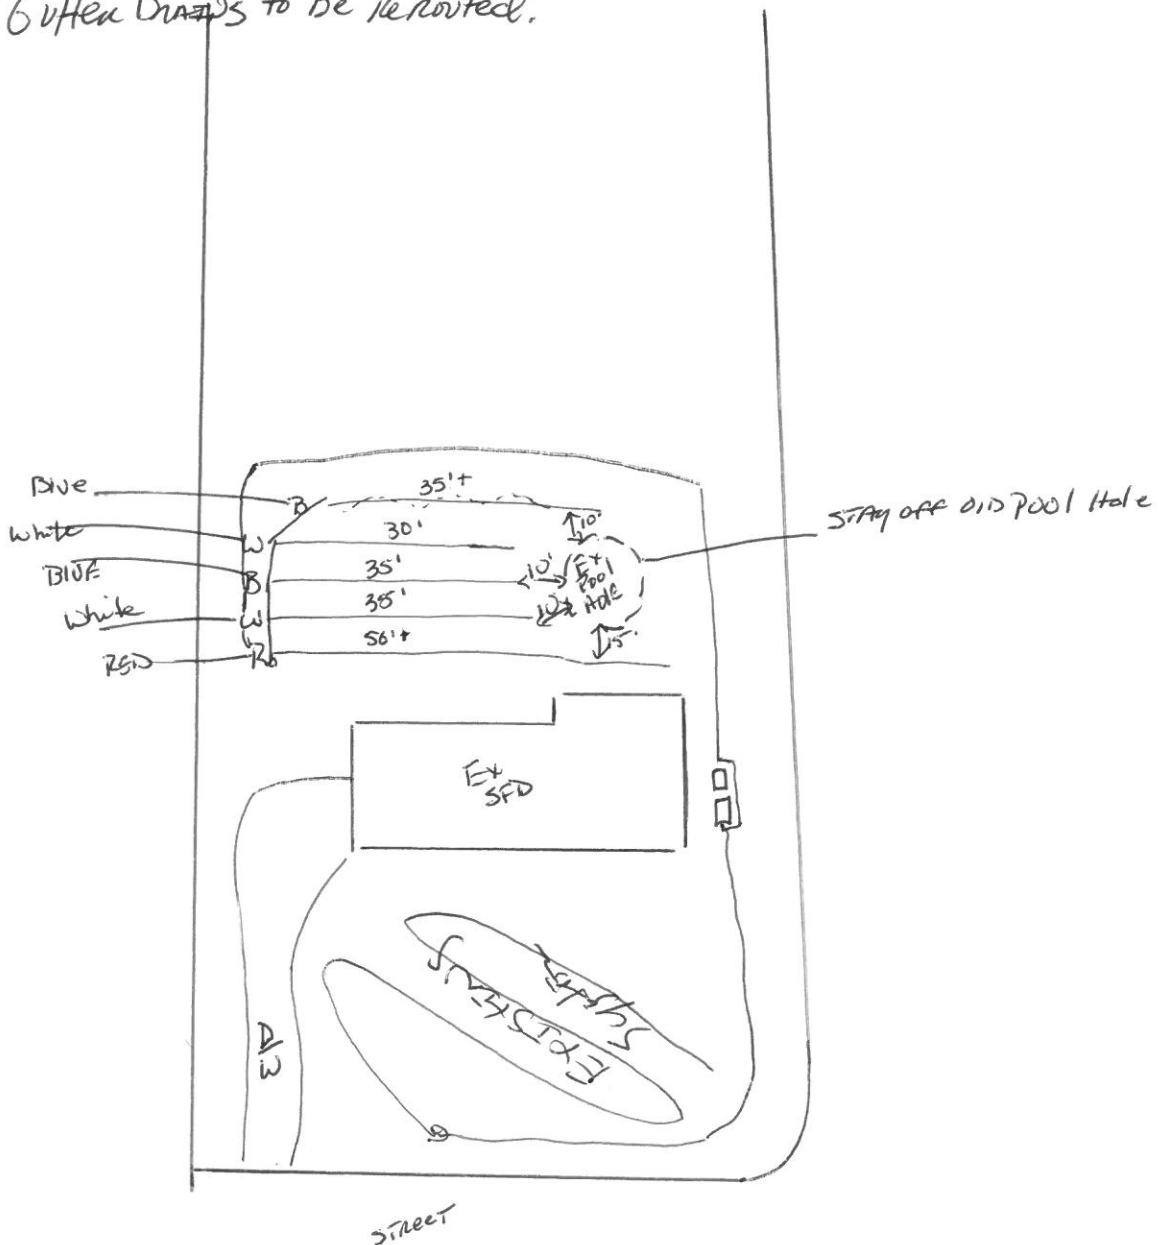 Gutter Drains to be Rerouted.
Blue
B
35'+
White
W
30'
10'
STAY OFF OLD POOL Hole
BLUE
B
35'
10'
Ex
Pool
Hole
White
W
35'
10'
RED
R
50'+
5'
Ex
SFD
Existing
System
D/W
STREET